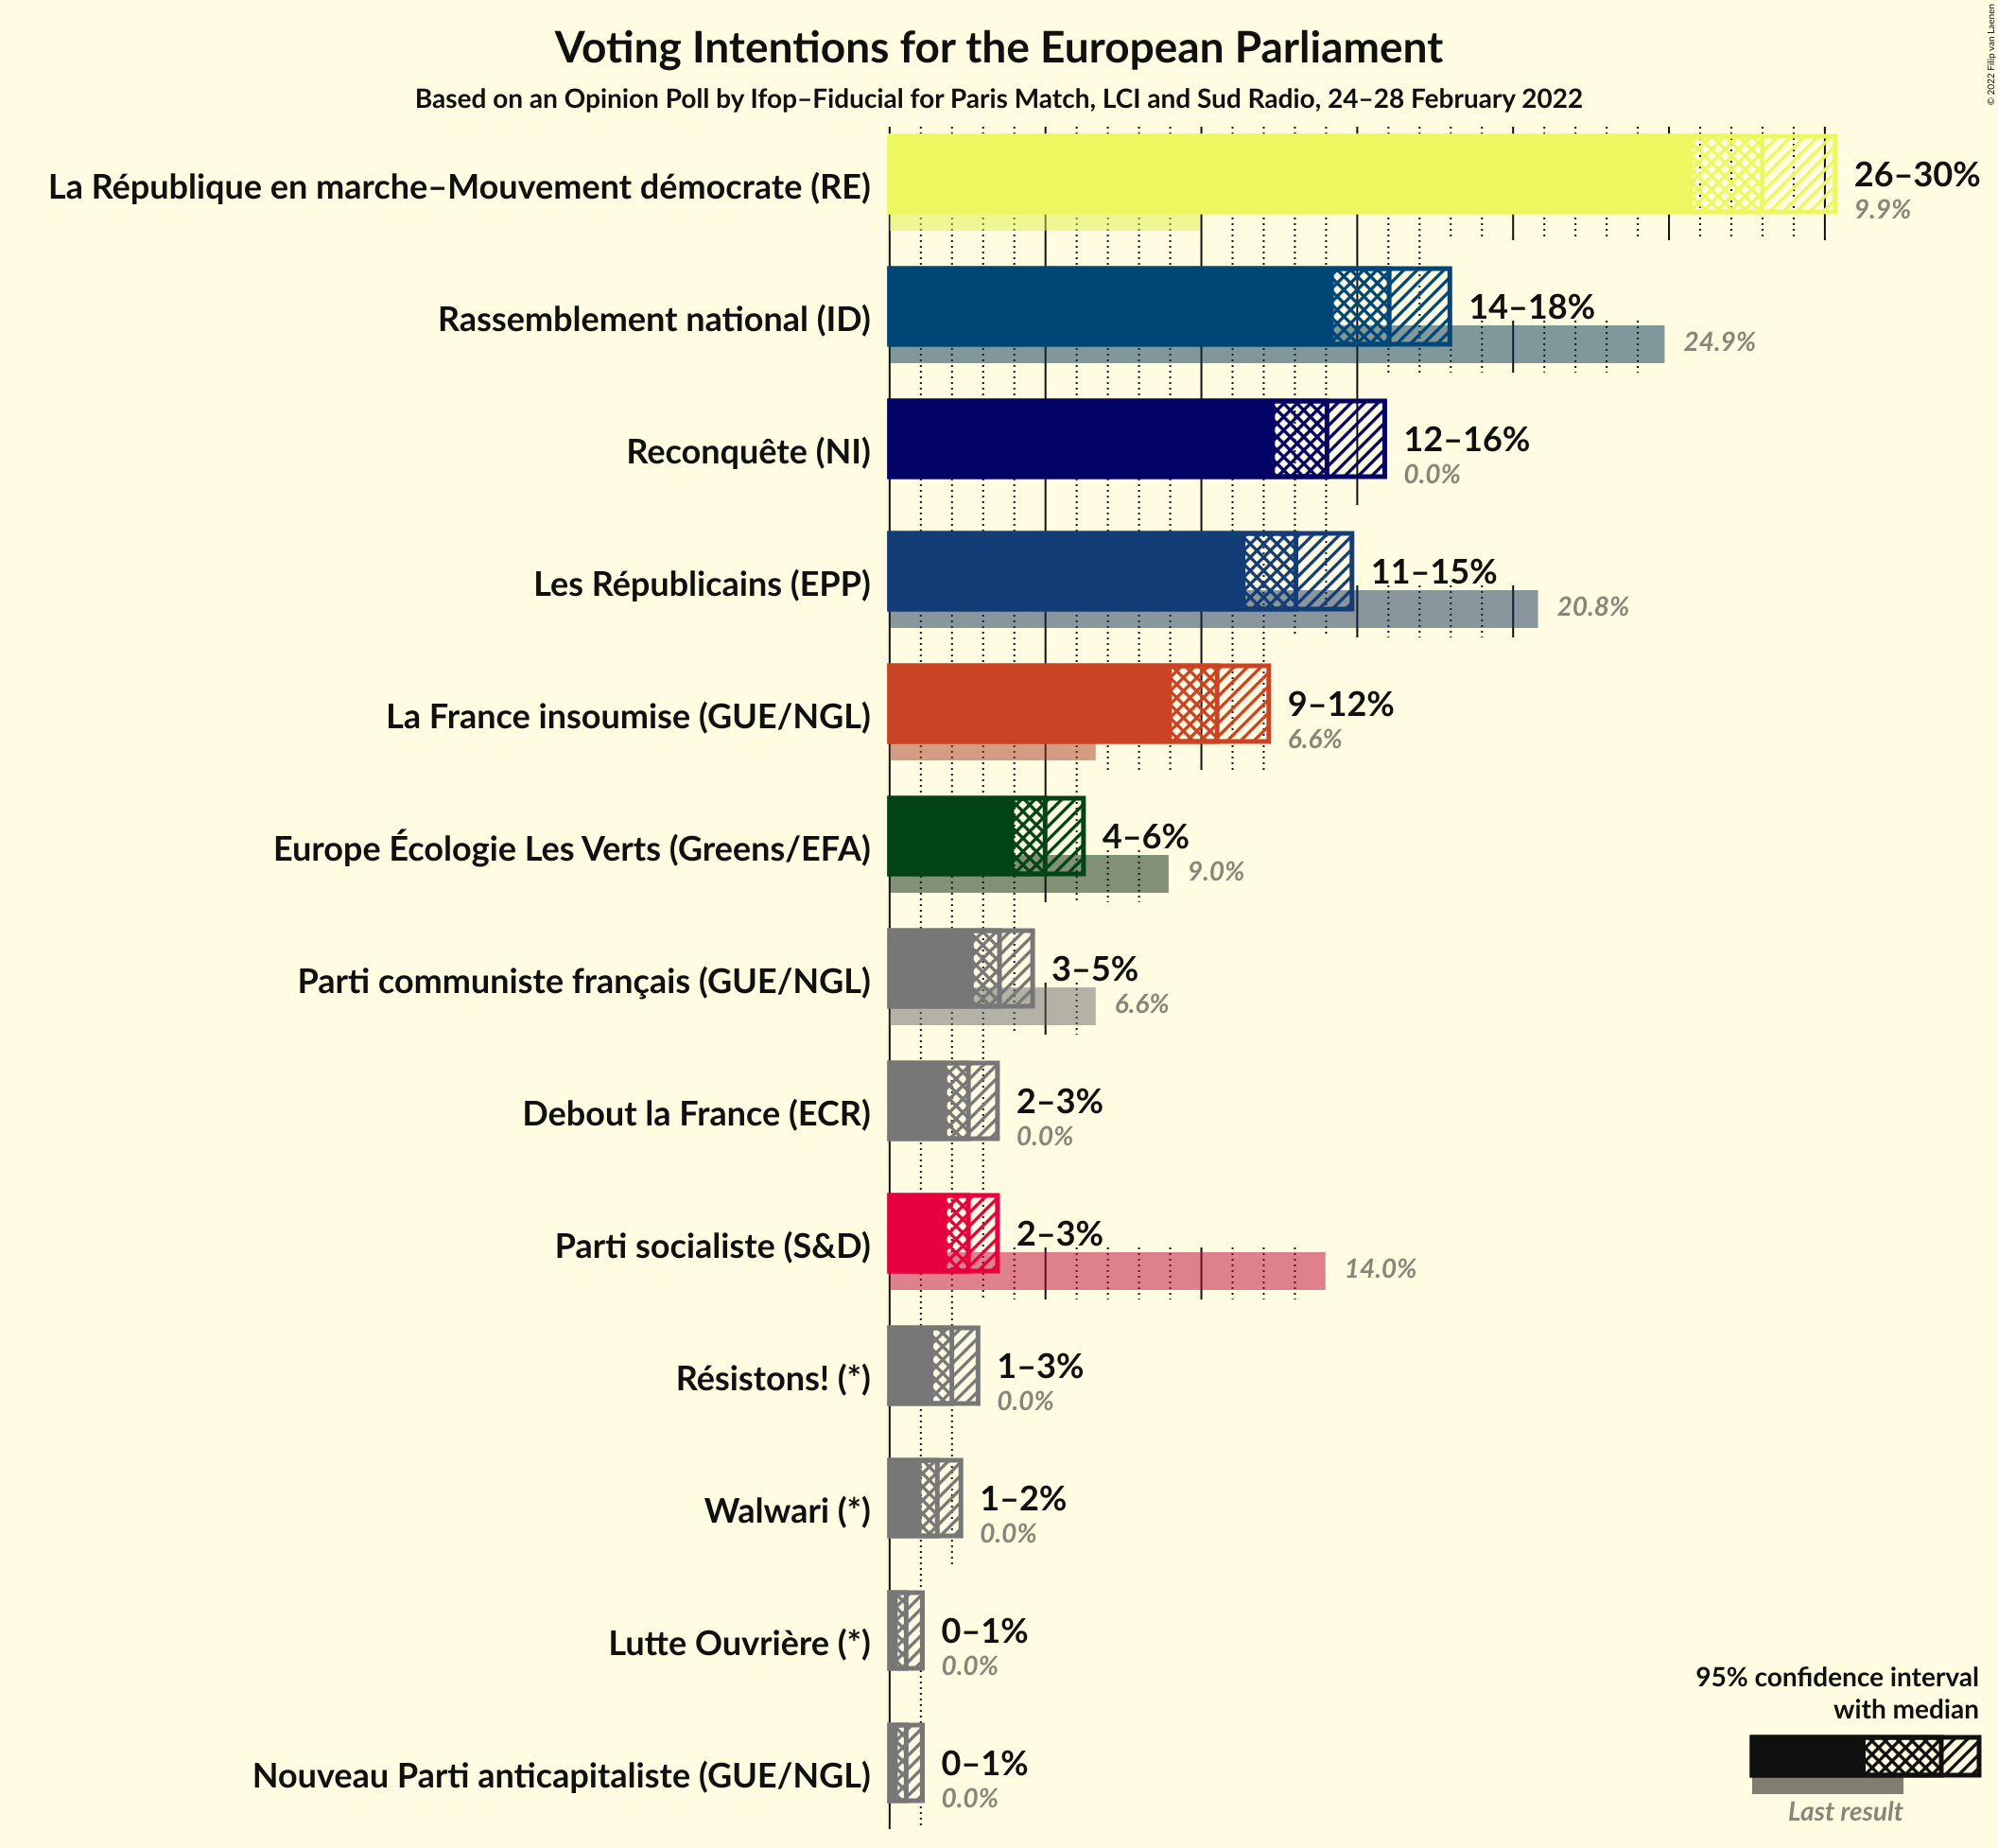 Voting Intentions for the European Parliament
Based on an Opinion Poll by Ifop–Fiducial for Paris Match, LCI and Sud Radio, 24–28 February 2022
© 2022 Filip van Laenen
La République en marche–Mouvement démocrate (RE)
26–30%
9.9%
Rassemblement national (ID)
14–18%
24.9%
Reconquête (NI)
12–16%
0.0%
Les Républicains (EPP)
11–15%
20.8%
La France insoumise (GUE/NGL)
9–12%
6.6%
Europe Écologie Les Verts (Greens/EFA)
4–6%
9.0%
Parti communiste français (GUE/NGL)
3–5%
6.6%
Debout la France (ECR)
2–3%
0.0%
Parti socialiste (S&D)
2–3%
14.0%
Résistons! (*)
1–3%
0.0%
Walwari (*)
1–2%
0.0%
Lutte Ouvrière (*)
0–1%
0.0%
Nouveau Parti anticapitaliste (GUE/NGL)
0–1%
0.0%
95% confidence interval
with median
Last result